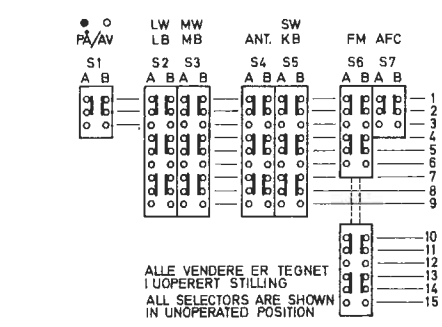 LW MW SW
PÅ/AV LB MB ANT. KB FM AFC
S1 S2 S3 S4 S5 S6 S7
A B A B A B A B A B A B A B
1
2
3
4
5
6
7
8
9
10
11
12
13
14
15
ALLE VENDERE ER TEGNET
I UOPERERT STILLING
ALL SELECTORS ARE SHOWN
IN UNOPERATED POSITION